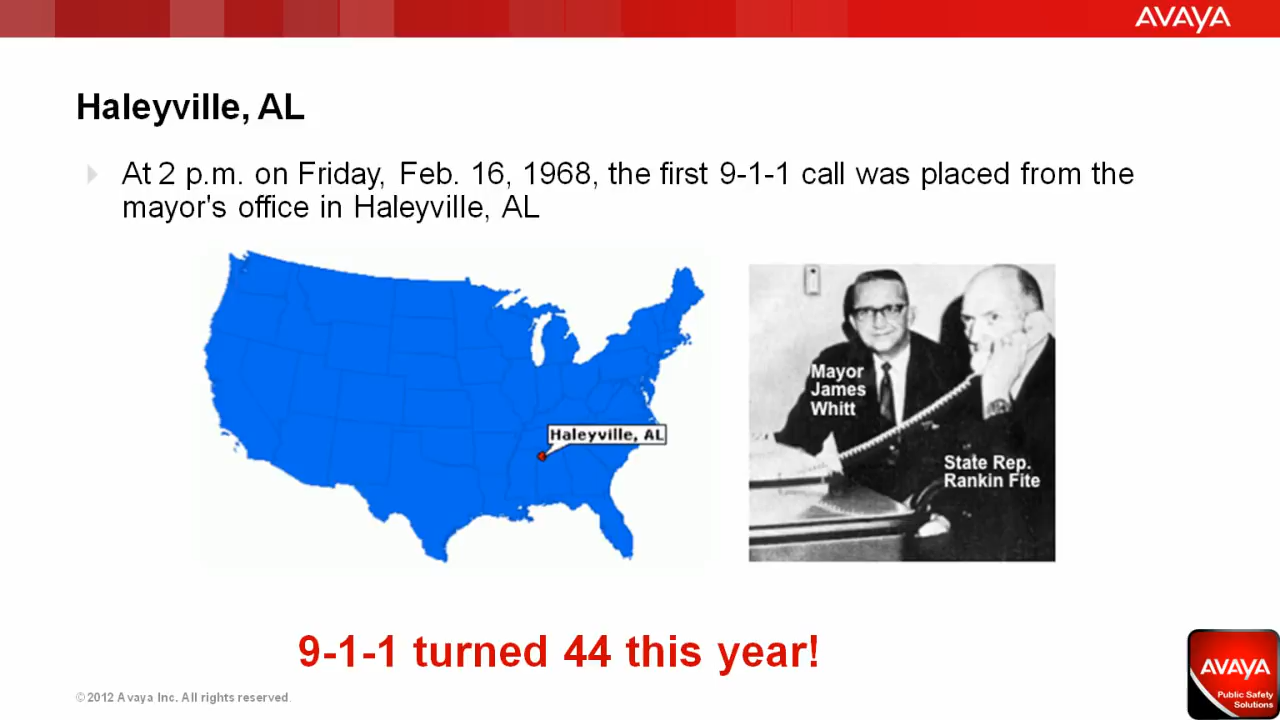 AVAYA
Haleyville, AL
At 2 p.m. on Friday, Feb. 16, 1968, the first 9-1-1 call was placed from the
mayor's office in Haleyville, AL
Haleyville, AL
Mayor
James
Whitt
State Rep.
Rankin Fite
9-1-1 turned 44 this year!
©2012 Avaya Inc. All rights reserved.
AVAYA
Public Safety
Solutions